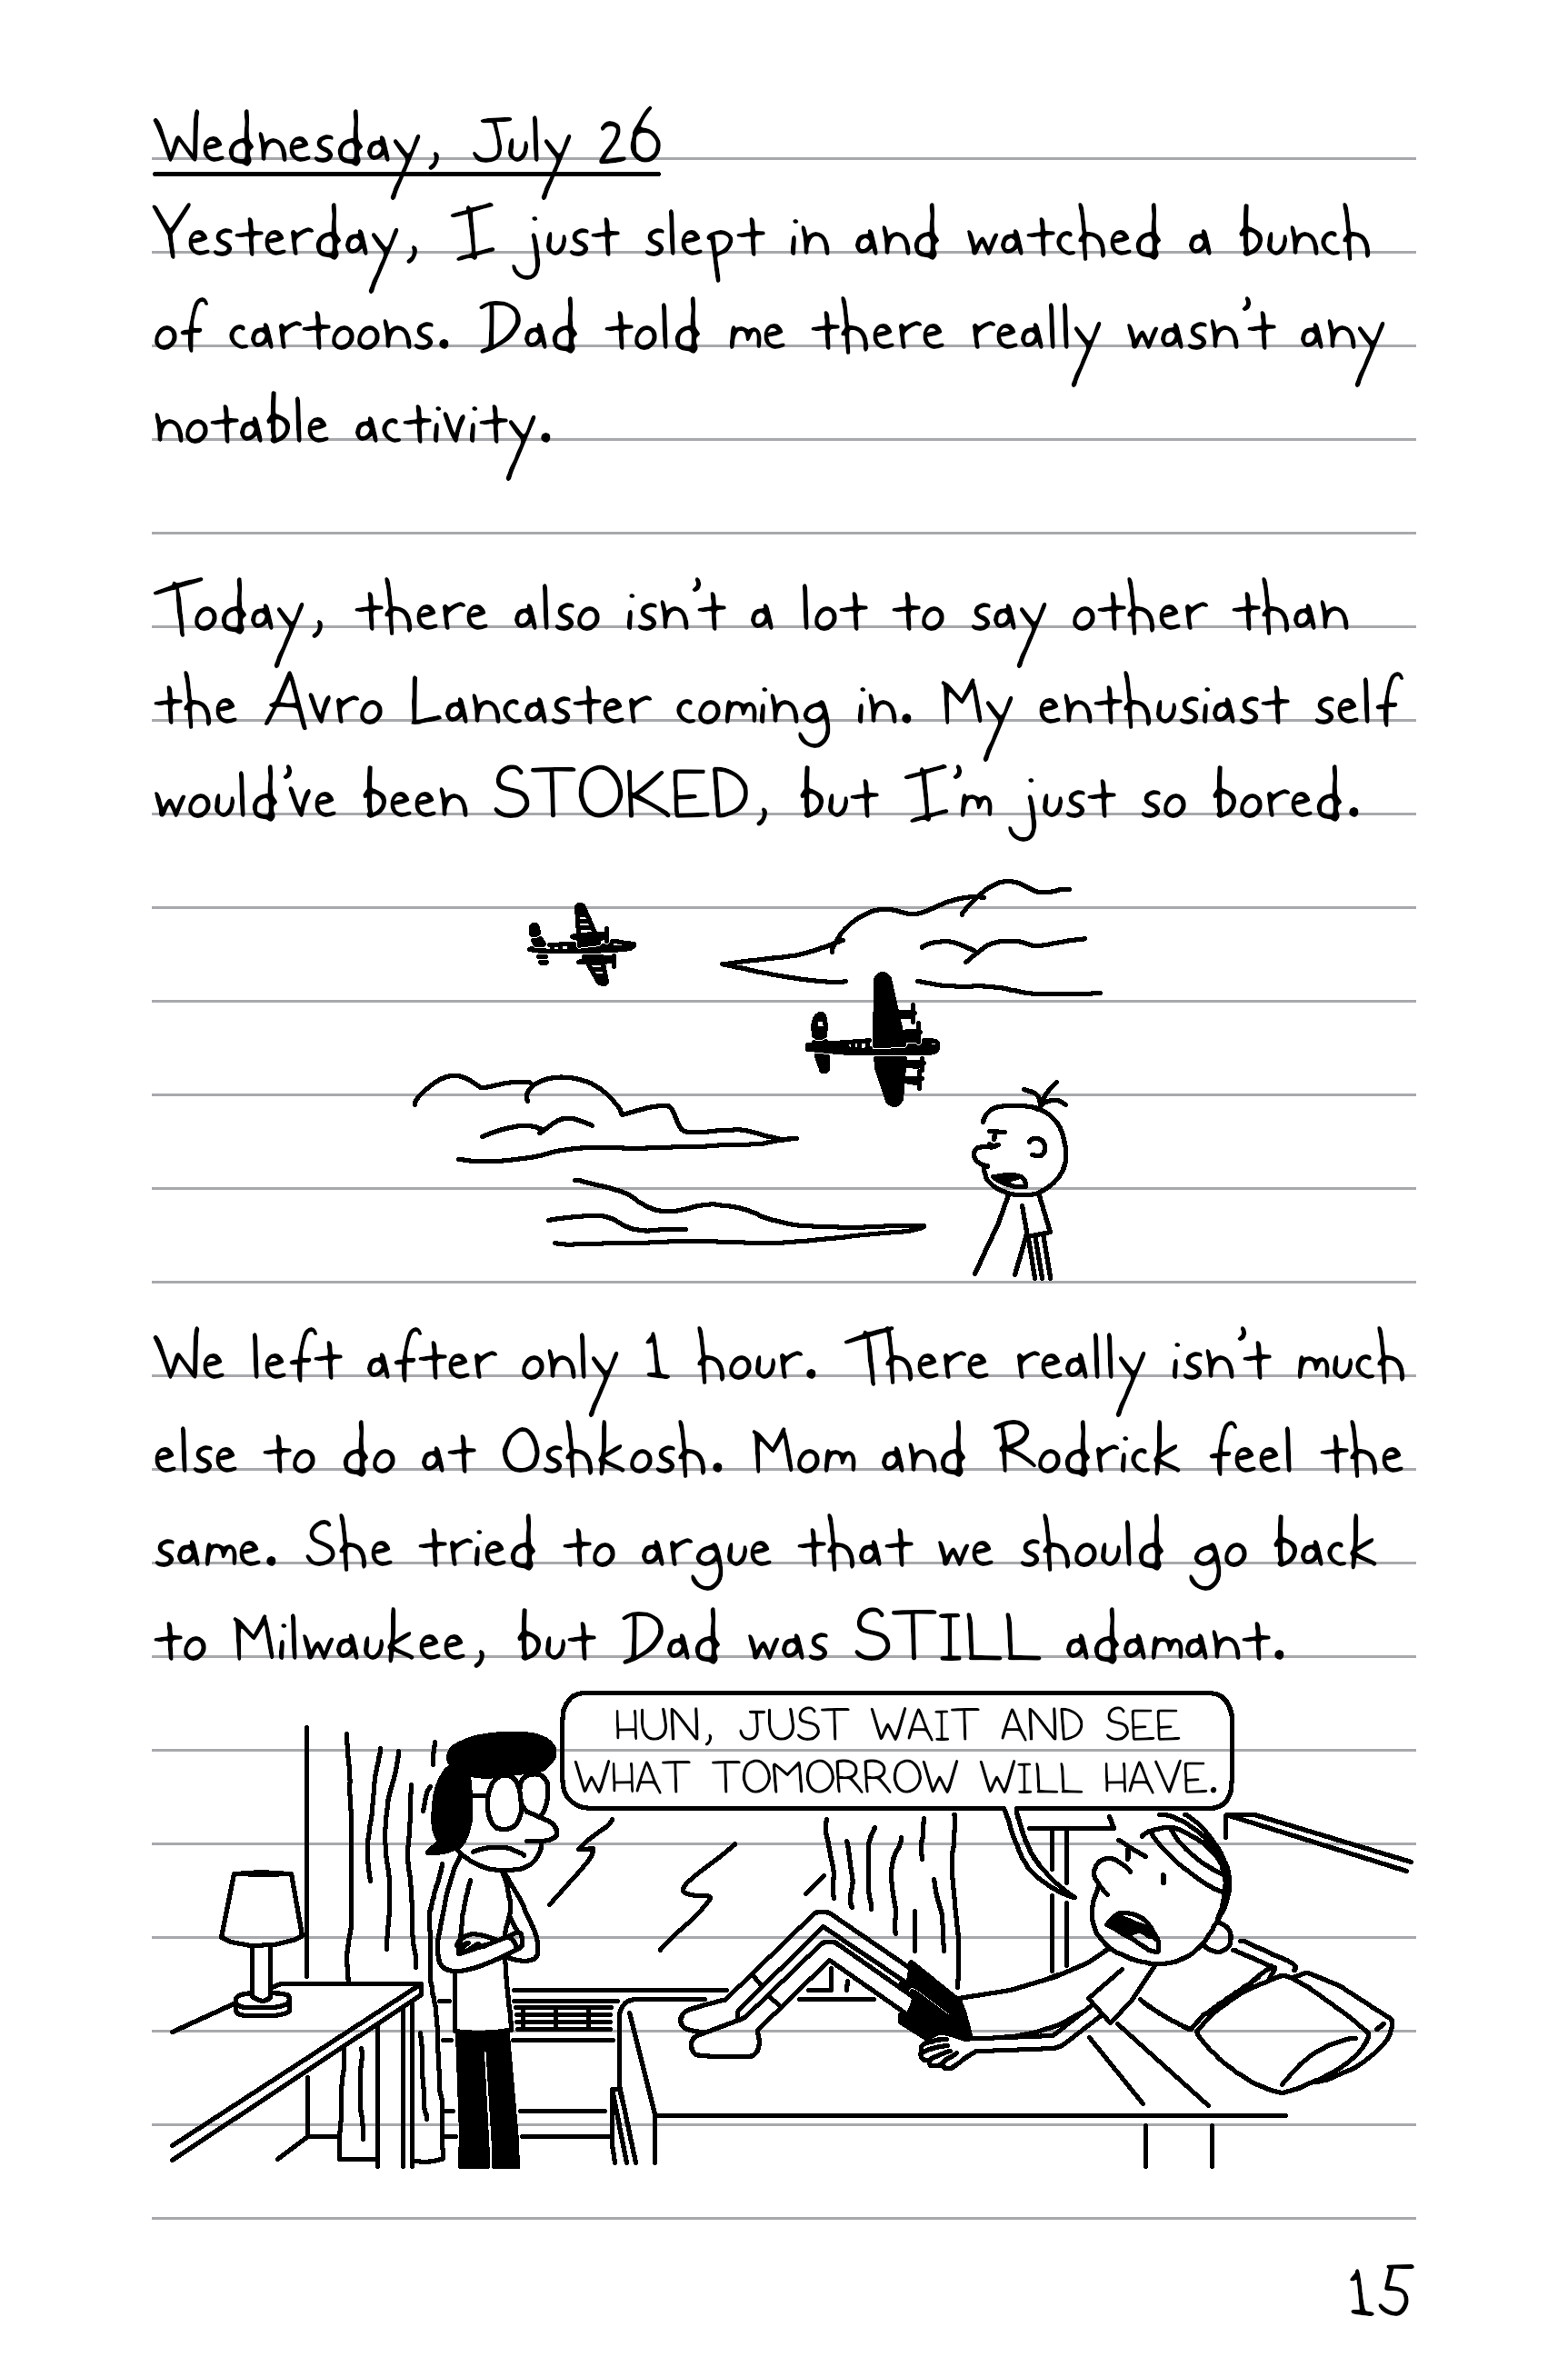 Wednesday, July 26
Yesterday, I just slept in and watched a bunch
of cartoons. Dad told me there really wasn't any
notable activity.
Today, there also isn't a lot to say other than
the Avro Lancaster coming in. My enthusiast self
would've been STOKED, but I'm just so bored.
We left after only 1 hour. There really isn't much
else to do at Oshkosh. Mom and Rodrick feel the
same. She tried to argue that we should go back
to Milwaukee, but Dad was STILL adamant.
HUN, JUST WAIT AND SEE
WHAT TOMORROW WILL HAVE.
15